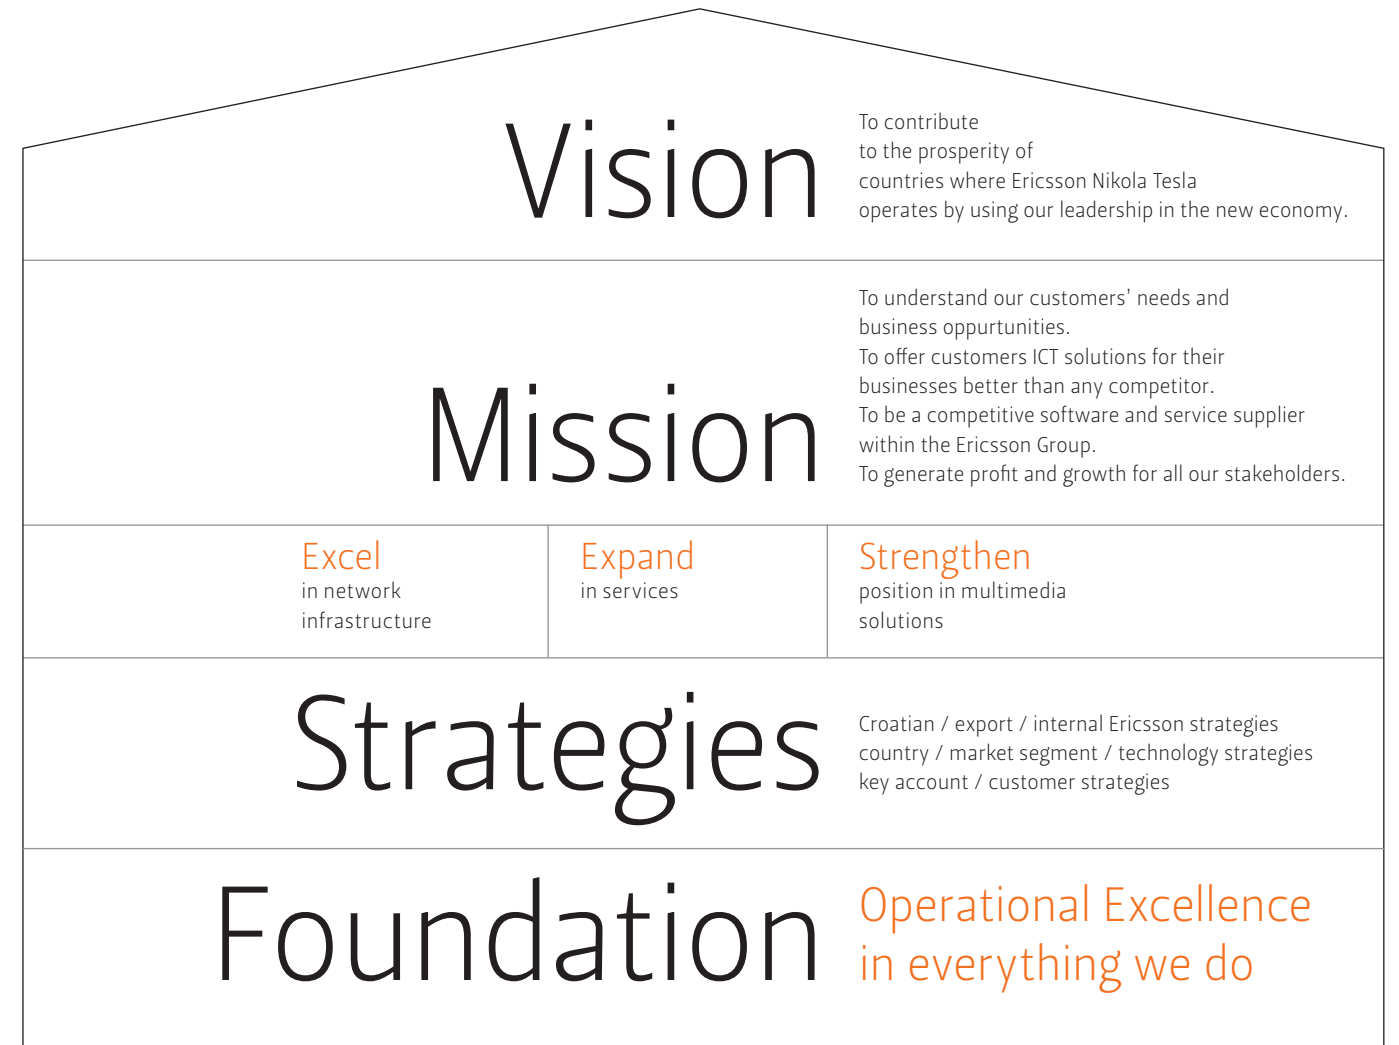 Vision
To contribute
to the prosperity of
countries where Ericsson Nikola Tesla
operates by using our leadership in the new economy.
Mission
To understand our customers’ needs and
business oppurtunities.
To offer customers ICT solutions for their
businesses better than any competitor.
To be a competitive software and service supplier
within the Ericsson Group.
To generate profit and growth for all our stakeholders.
Excel
in network
infrastructure
Expand
in services
Strengthen
position in multimedia
solutions
Strategies
Croatian / export / internal Ericsson strategies
country / market segment / technology strategies
key account / customer strategies
Foundation
Operational Excellence
in everything we do